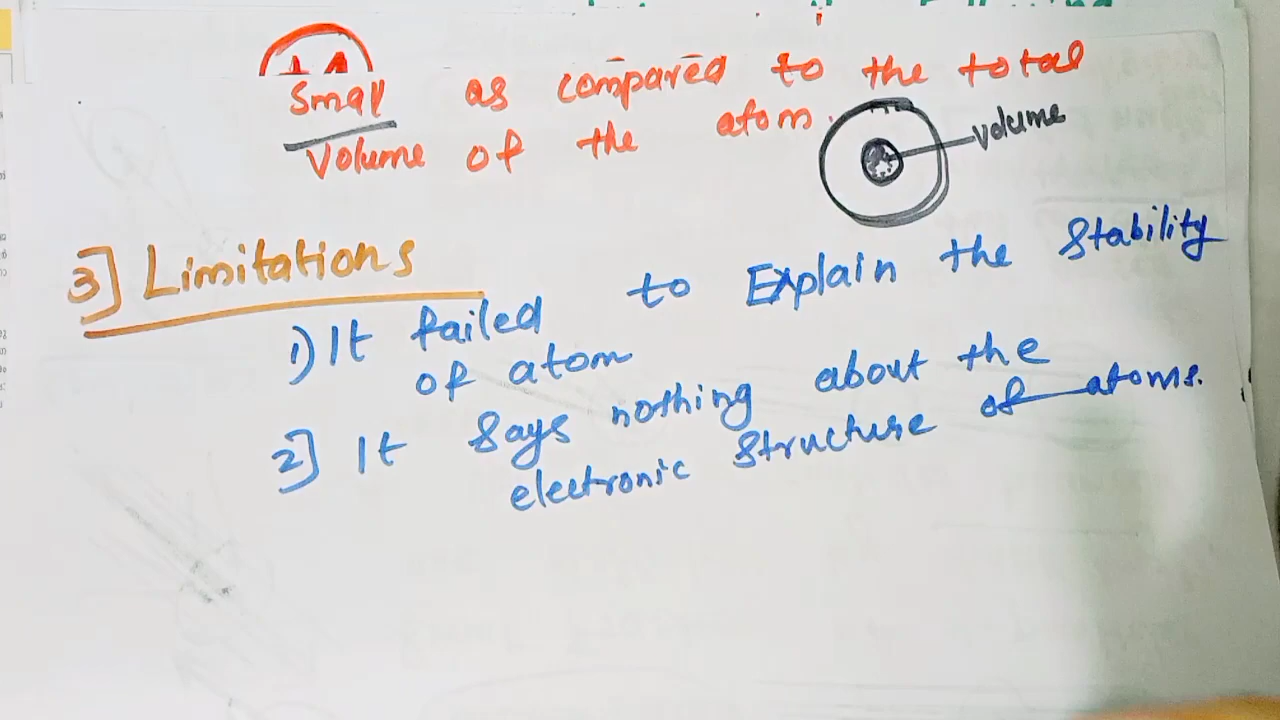 Small as compared to the total
Volume of the atom.
Volume
3] Limitations
1) It failed to Explain the Stability
of atom
2] It Says nothing about the
electronic Structure of atoms.